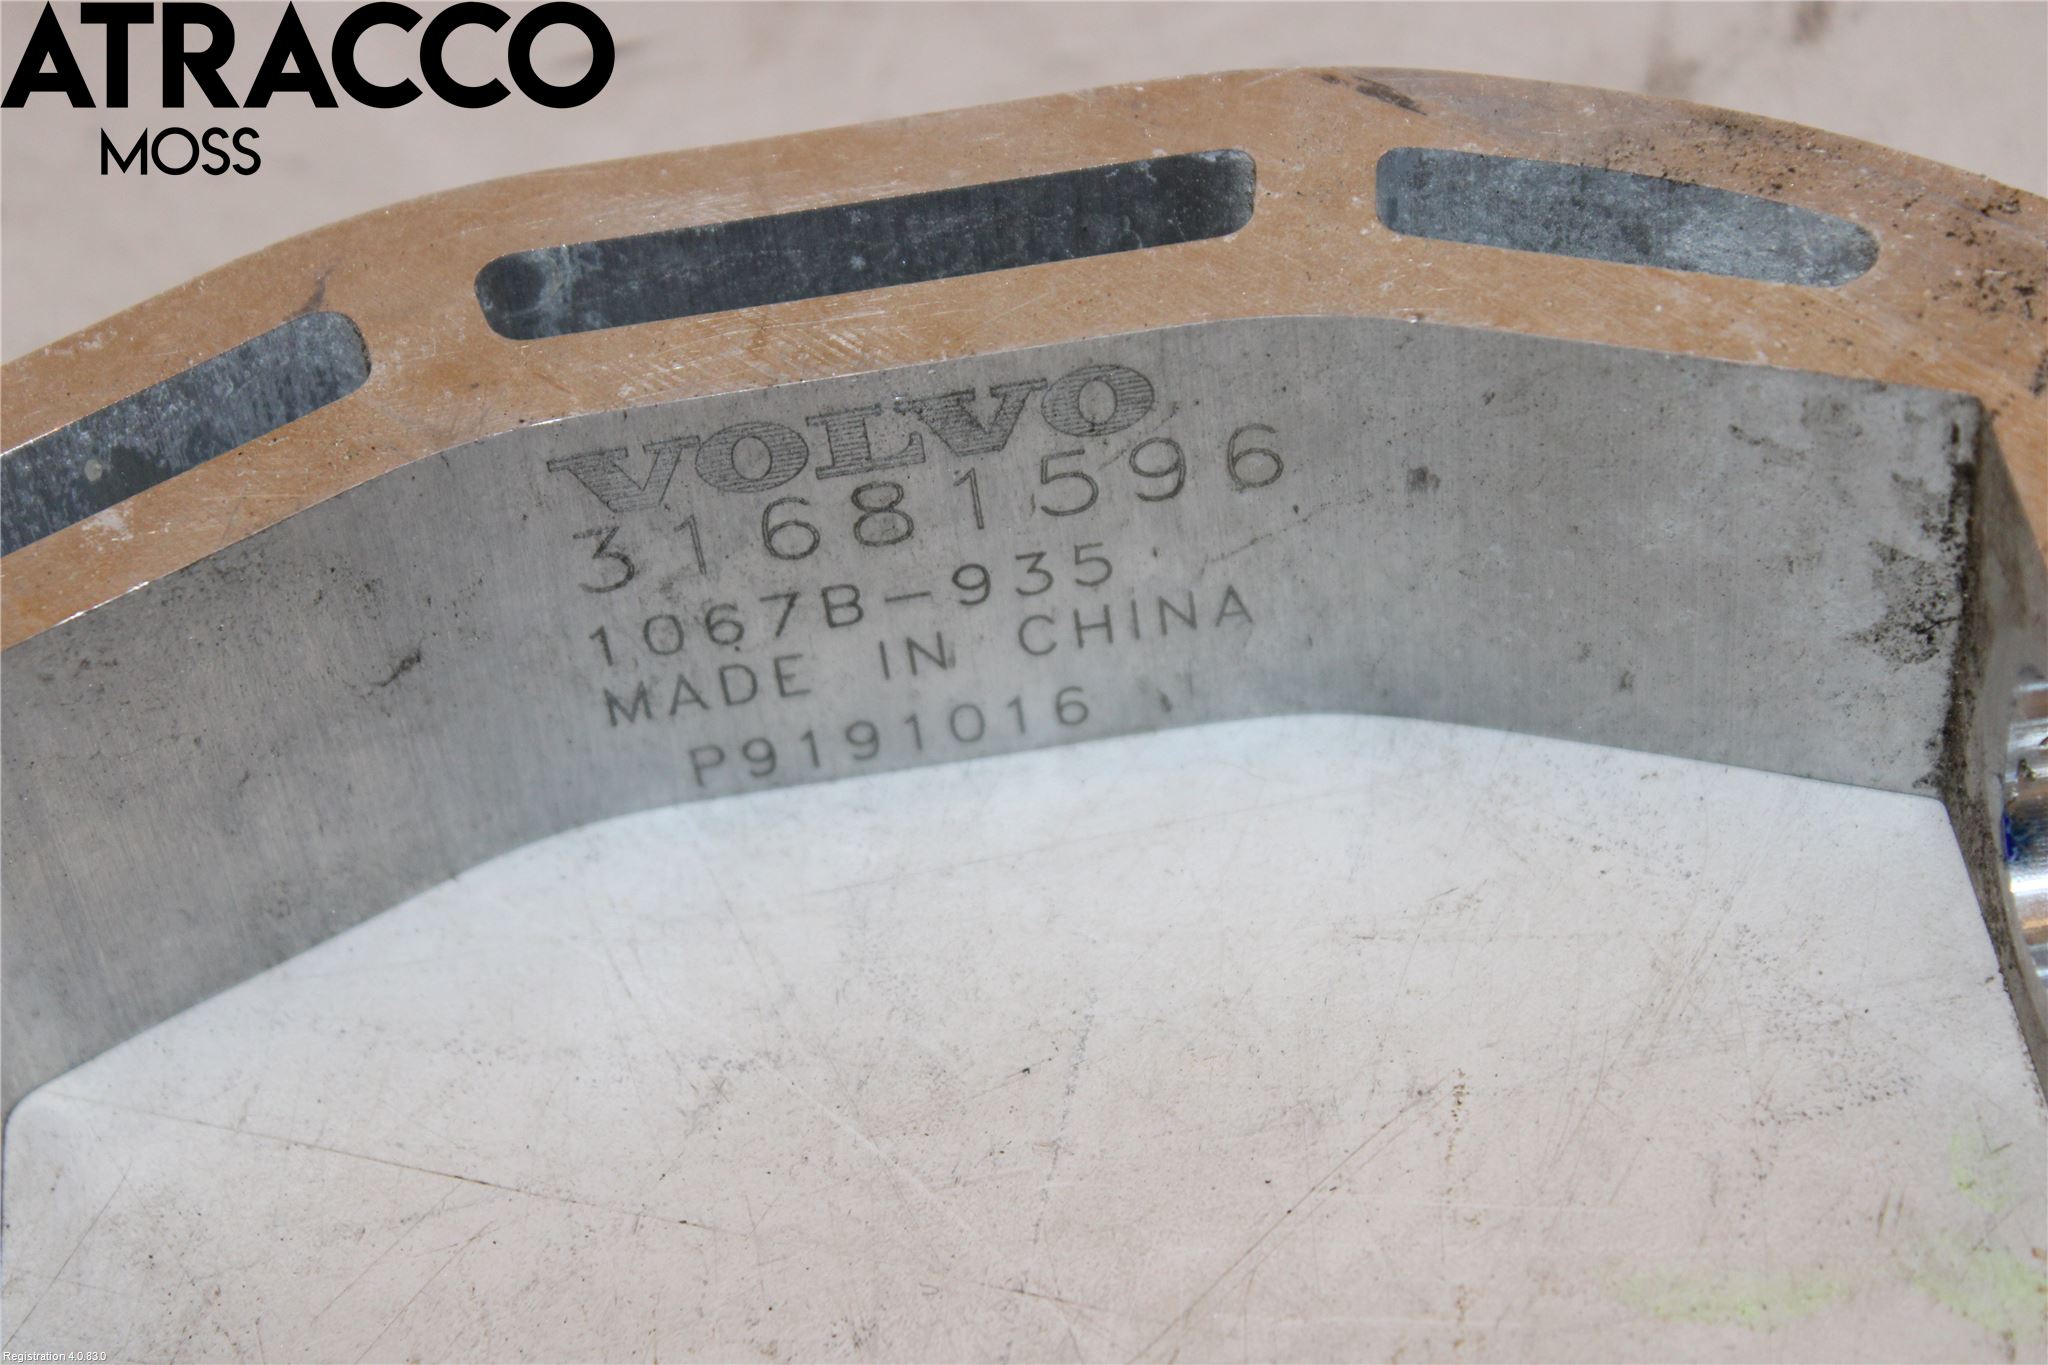 ATRACCO
MOSS
VOLVO
31681596
1067B-935
MADE IN CHINA
P9191016
Registration 4.0.83.0